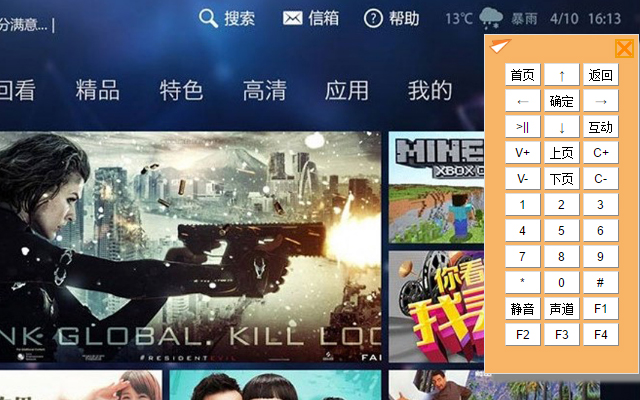 分满意... |
搜索 信箱 帮助 13℃ 暴雨 4/10 16:13
回看 精品 特色 高清 应用 我的
NK GLOBAL. KILL LOC
#RESIDENTEVIL
FAL
MINE
XBOX
你看
我
首页 ↑ 返回
← 确定 →
>|| ↓ 互动
V+ 上页 C+
V- 下页 C-
1 2 3
4 5 6
7 8 9
* 0 #
静音 声道 F1
F2 F3 F4